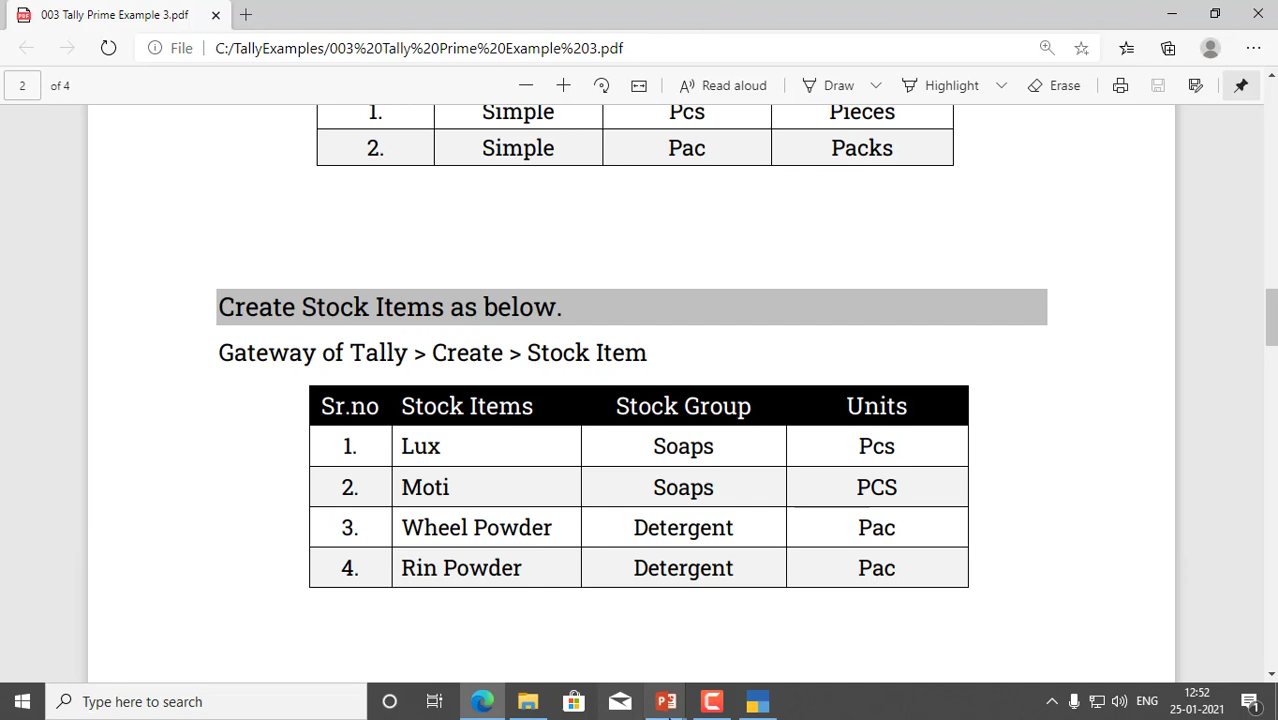 003 Tally Prime Example 3.pdf
File C:/TallyExamples/003%20Tally%20Prime%20Example%203.pdf
2 of 4 Read aloud Draw Highlight Erase
1. Simple Pcs Pieces
2. Simple Pac Packs
Create Stock Items as below.
Gateway of Tally > Create > Stock Item
Sr.no Stock Items Stock Group Units
1. Lux Soaps Pcs
2. Moti Soaps PCS
3. Wheel Powder Detergent Pac
4. Rin Powder Detergent Pac
Type here to search
ENG
12:52
25-01-2021